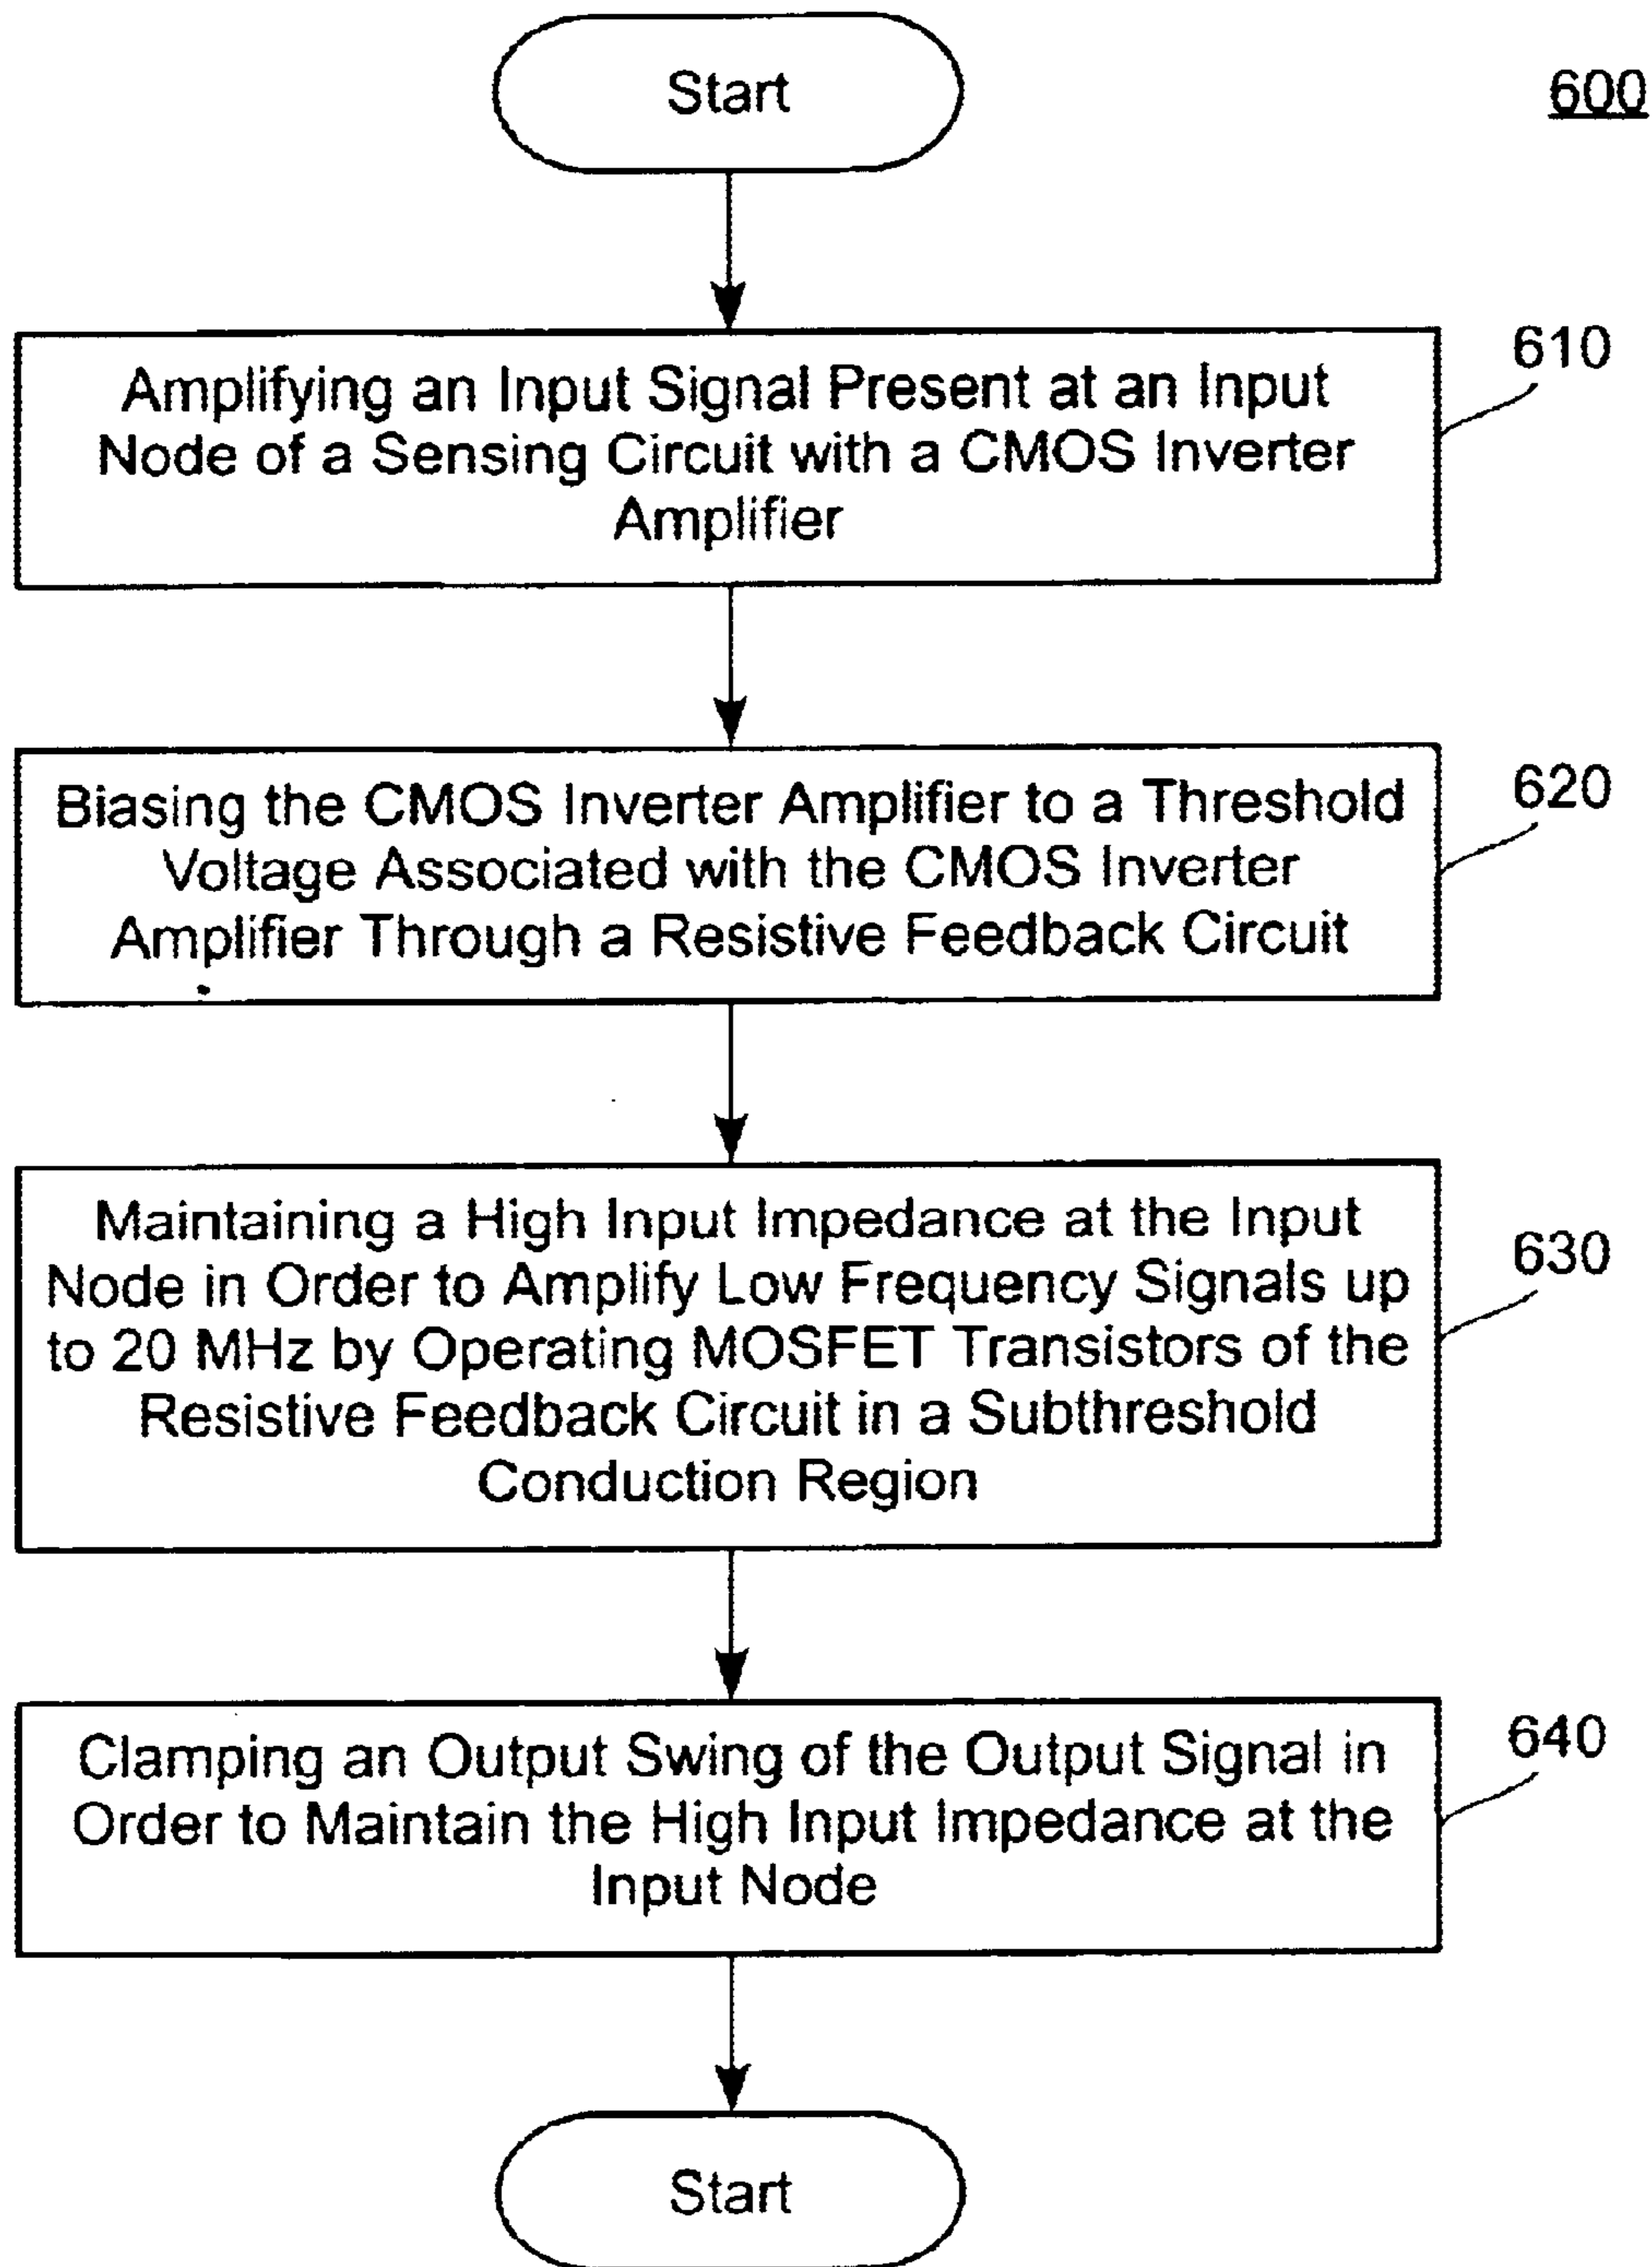 Start
600
610
Amplifying an Input Signal Present at an Input
Node of a Sensing Circuit with a CMOS Inverter
Amplifier
620
Biasing the CMOS Inverter Amplifier to a Threshold
Voltage Associated with the CMOS Inverter
Amplifier Through a Resistive Feedback Circuit
630
Maintaining a High Input Impedance at the Input
Node in Order to Amplify Low Frequency Signals up
to 20 MHz by Operating MOSFET Transistors of the
Resistive Feedback Circuit in a Subthreshold
Conduction Region
640
Clamping an Output Swing of the Output Signal in
Order to Maintain the High Input Impedance at the
Input Node
Start